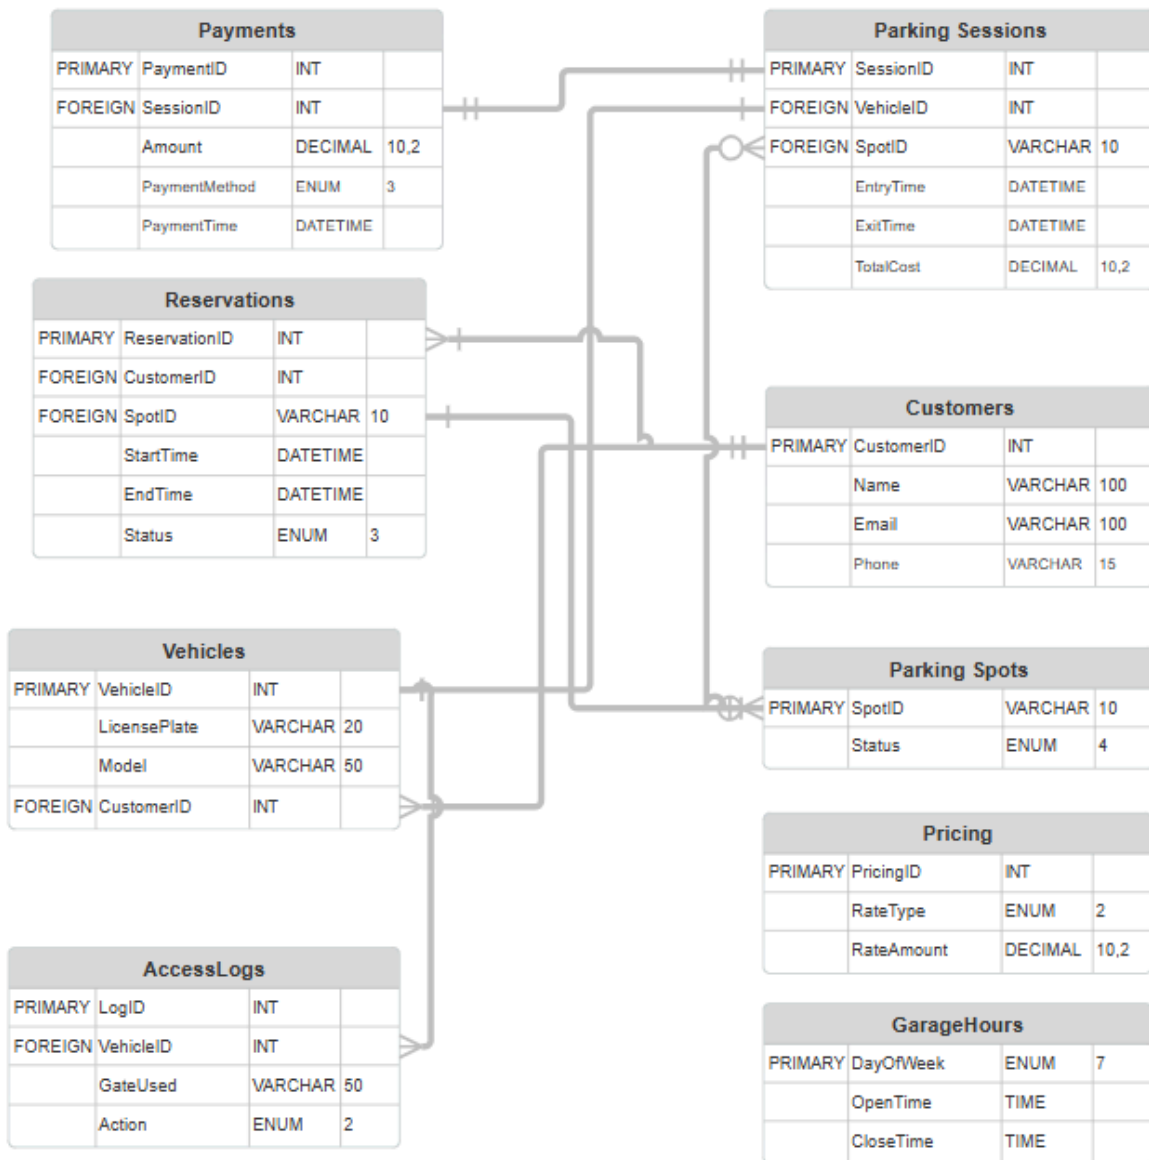 Payments
PRIMARY PaymentID INT
FOREIGN SessionID INT
Amount DECIMAL 10,2
PaymentMethod ENUM 3
PaymentTime DATETIME
Parking Sessions
PRIMARY SessionID INT
FOREIGN VehicleID INT
FOREIGN SpotID VARCHAR 10
EntryTime DATETIME
ExitTime DATETIME
TotalCost DECIMAL 10,2
Reservations
PRIMARY ReservationID INT
FOREIGN CustomerID INT
FOREIGN SpotID VARCHAR 10
StartTime DATETIME
EndTime DATETIME
Status ENUM 3
Customers
PRIMARY CustomerID INT
Name VARCHAR 100
Email VARCHAR 100
Phone VARCHAR 15
Vehicles
PRIMARY VehicleID INT
LicensePlate VARCHAR 20
Model VARCHAR 50
FOREIGN CustomerID INT
Parking Spots
PRIMARY SpotID VARCHAR 10
Status ENUM 4
Pricing
PRIMARY PricingID INT
RateType ENUM 2
RateAmount DECIMAL 10,2
AccessLogs
PRIMARY LogID INT
FOREIGN VehicleID INT
GateUsed VARCHAR 50
Action ENUM 2
GarageHours
PRIMARY DayOfWeek ENUM 7
OpenTime TIME
CloseTime TIME